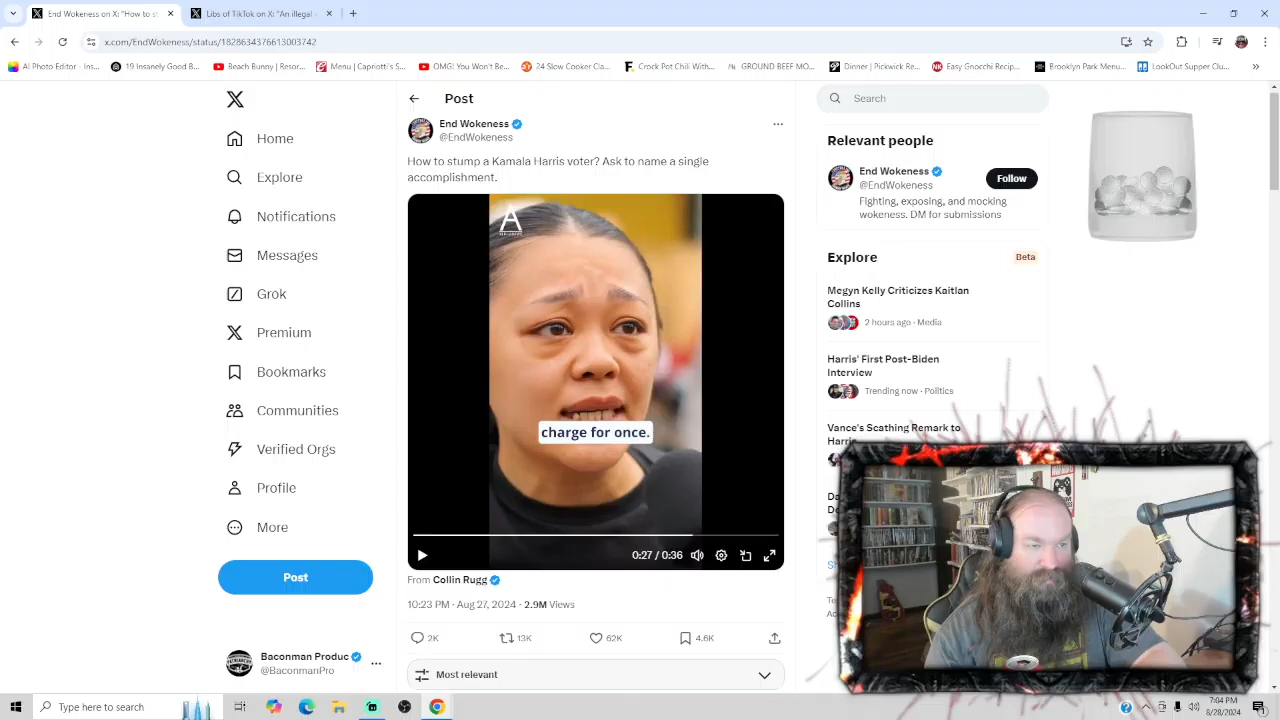 End Wokeness on X: "How to st
Libs of TikTok on X: "An illegal
x.com/EndWokeness/status/1828634376613003742
AI Photo Editor - Ins...
19 Insanely Good B...
Beach Bunny | Resor...
Menu | Capriotti's S...
OMG! You Won't Be...
24 Slow Cooker Cla...
Crock Pot Chili With...
GROUND BEEF MO...
Dinner | Pickwick Re...
Easy Gnocchi Recip...
Brooklyn Park Menu...
LookOut Supper Clu...
Home
Explore
Notifications
Messages
Grok
Premium
Bookmarks
Communities
Verified Orgs
Profile
More
Post
Baconman Produc
@BaconmanPro
Post
End Wokeness
@EndWokeness
How to stump a Kamala Harris voter? Ask to name a single
accomplishment.
A
charge for once.
0:27 / 0:36
From Collin Rugg
10:23 PM · Aug 27, 2024 · 2.9M Views
2K
13K
62K
4.6K
Most relevant
Search
Relevant people
End Wokeness
@EndWokeness
Follow
Fighting, exposing, and mocking
wokeness. DM for submissions
Explore
Beta
Megyn Kelly Criticizes Kaitlan
Collins
2 hours ago · Media
Harris' First Post-Biden
Interview
Trending now · Politics
Vance's Scathing Remark to
Harris
Type here to search
7:04 PM
8/28/2024